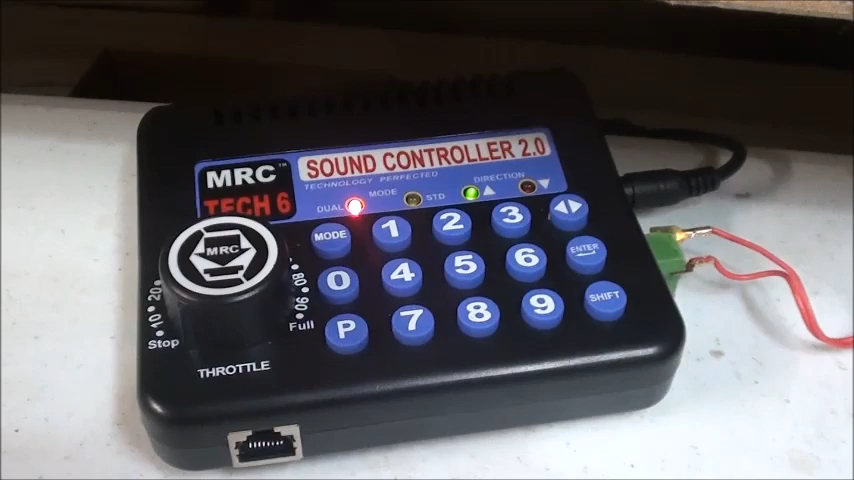 MRC™
TECH 6
SOUND CONTROLLER 2.0
TECHNOLOGY PERFECTED
DUAL MODE STD DIRECTION
MRC
MODE 1 2 3
0 4 5 6 ENTER
P 7 8 9 SHIFT
20 80
10 90
Stop Full
THROTTLE